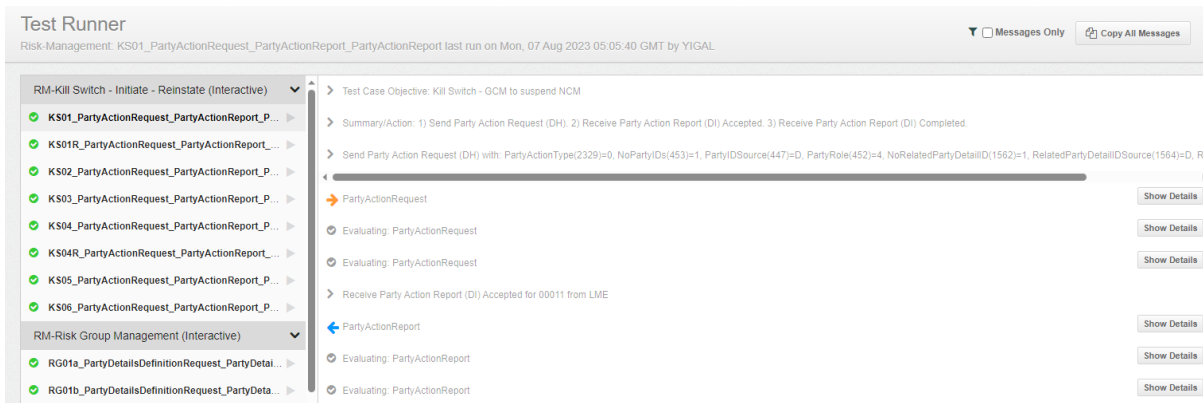 Test Runner
Risk-Management: KS01_PartyActionRequest_PartyActionReport_PartyActionReport last run on Mon, 07 Aug 2023 05:05:40 GMT by YIGAL
Messages Only
Copy All Messages
RM-Kill Switch - Initiate - Reinstate (Interactive)
KS01_PartyActionRequest_PartyActionReport_P...
KS01R_PartyActionRequest_PartyActionReport_...
KS02_PartyActionRequest_PartyActionReport_P...
KS03_PartyActionRequest_PartyActionReport_P...
KS04_PartyActionRequest_PartyActionReport_P...
KS04R_PartyActionRequest_PartyActionReport_...
KS05_PartyActionRequest_PartyActionReport_P...
KS06_PartyActionRequest_PartyActionReport_P...
RM-Risk Group Management (Interactive)
RG01a_PartyDetailsDefinitionRequest_PartyDetai...
RG01b_PartyDetailsDefinitionRequest_PartyDeta...
Test Case Objective: Kill Switch - GCM to suspend NCM
Summary/Action: 1) Send Party Action Request (DH). 2) Receive Party Action Report (DI) Accepted. 3) Receive Party Action Report (DI) Completed.
Send Party Action Request (DH) with: PartyActionType(2329)=0, NoPartyIDs(453)=1, PartyIDSource(447)=D, PartyRole(452)=4, NoRelatedPartyDetailID(1562)=1, RelatedPartyDetailIDSource(1564)=D, R
PartyActionRequest
Show Details
Evaluating: PartyActionRequest
Show Details
Evaluating: PartyActionRequest
Show Details
Receive Party Action Report (DI) Accepted for 00011 from LME
PartyActionReport
Show Details
Evaluating: PartyActionReport
Show Details
Evaluating: PartyActionReport
Show Details